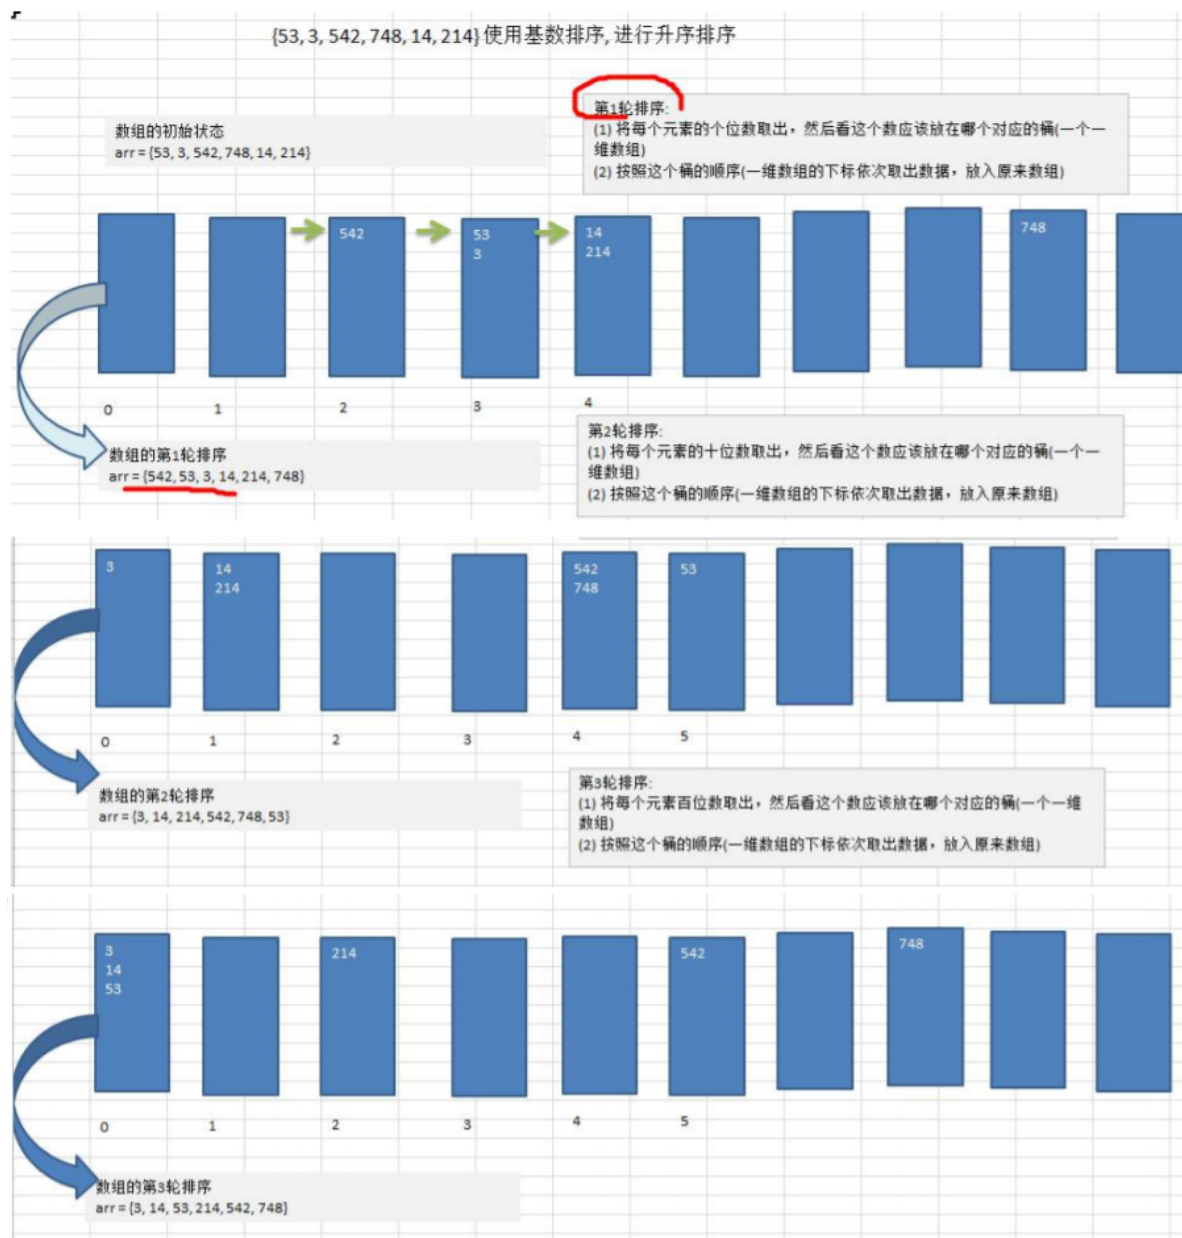 {53, 3, 542, 748, 14, 214} 使用基数排序, 进行升序排序
数组的初始状态
arr = {53, 3, 542, 748, 14, 214}
第1轮排序:
(1) 将每个元素的个位数取出，然后看这个数应该放在哪个对应的桶(一个一
维数组)
(2) 按照这个桶的顺序(一维数组的下标依次取出数据，放入原来数组)
542
53
3
14
214
748
0
1
2
3
4
数组的第1轮排序
arr = {542, 53, 3, 14, 214, 748}
第2轮排序:
(1) 将每个元素的十位数取出，然后看这个数应该放在哪个对应的桶(一个一
维数组)
(2) 按照这个桶的顺序(一维数组的下标依次取出数据，放入原来数组)
3
14
214
542
748
53
0
1
2
3
4
5
数组的第2轮排序
arr = {3, 14, 214, 542, 748, 53}
第3轮排序:
(1) 将每个元素百位数取出，然后看这个数应该放在哪个对应的桶(一个一维
数组)
(2) 按照这个桶的顺序(一维数组的下标依次取出数据，放入原来数组)
3
14
53
214
542
748
0
1
2
3
4
5
数组的第3轮排序
arr = {3, 14, 53, 214, 542, 748}